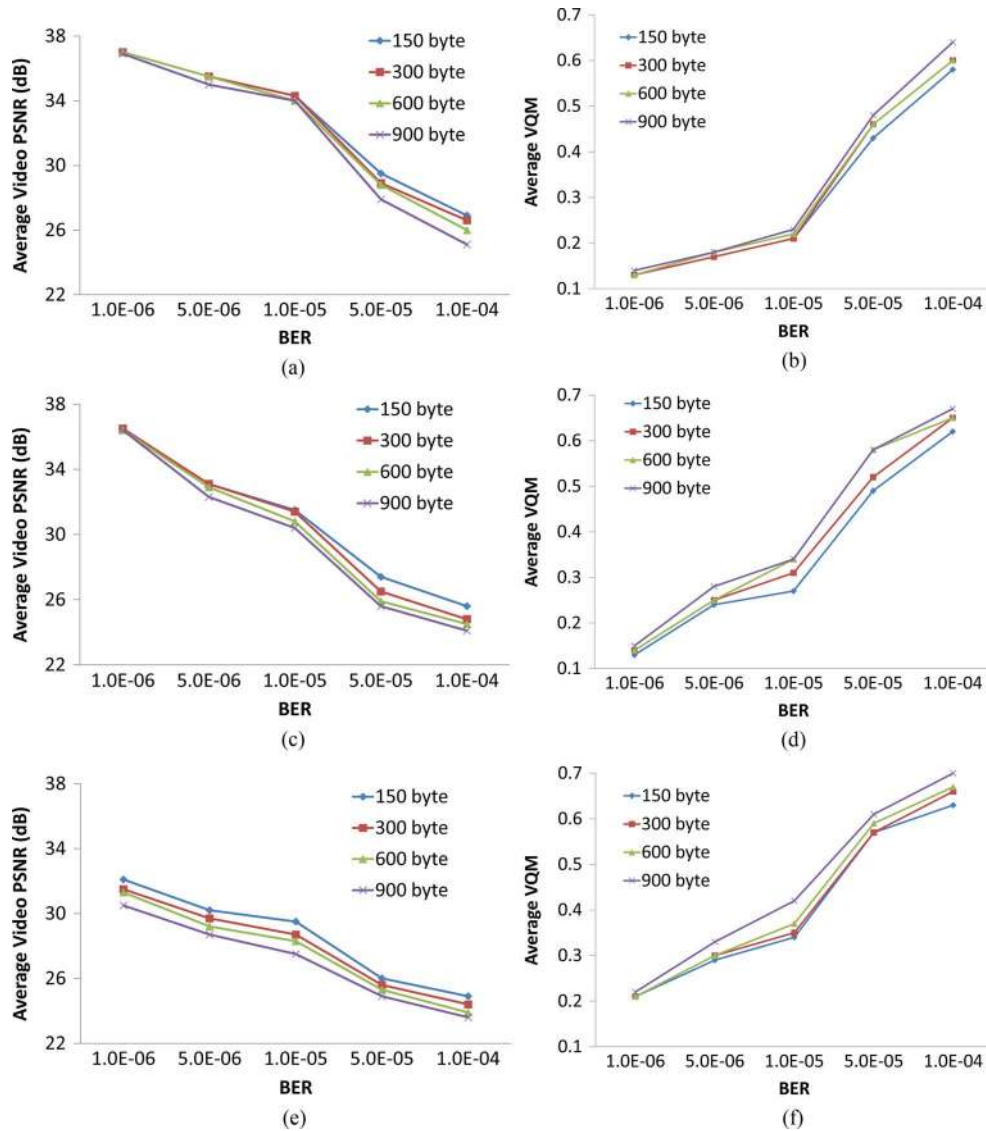 38
34
30
26
22
Average Video PSNR (dB)
150 byte
300 byte
600 byte
900 byte
1.0E-06 5.0E-06 1.0E-05 5.0E-05 1.0E-04
BER
(a)
0.7
0.6
0.5
0.4
0.3
0.2
0.1
Average VQM
150 byte
300 byte
600 byte
900 byte
1.0E-06 5.0E-06 1.0E-05 5.0E-05 1.0E-04
BER
(b)
38
34
30
26
22
Average Video PSNR (dB)
150 byte
300 byte
600 byte
900 byte
1.0E-06 5.0E-06 1.0E-05 5.0E-05 1.0E-04
BER
(c)
0.7
0.6
0.5
0.4
0.3
0.2
0.1
Average VQM
150 byte
300 byte
600 byte
900 byte
1.0E-06 5.0E-06 1.0E-05 5.0E-05 1.0E-04
BER
(d)
38
34
30
26
22
Average Video PSNR (dB)
150 byte
300 byte
600 byte
900 byte
1.0E-06 5.0E-06 1.0E-05 5.0E-05 1.0E-04
BER
(e)
0.7
0.6
0.5
0.4
0.3
0.2
0.1
Average VQM
150 byte
300 byte
600 byte
900 byte
1.0E-06 5.0E-06 1.0E-05 5.0E-05 1.0E-04
BER
(f)